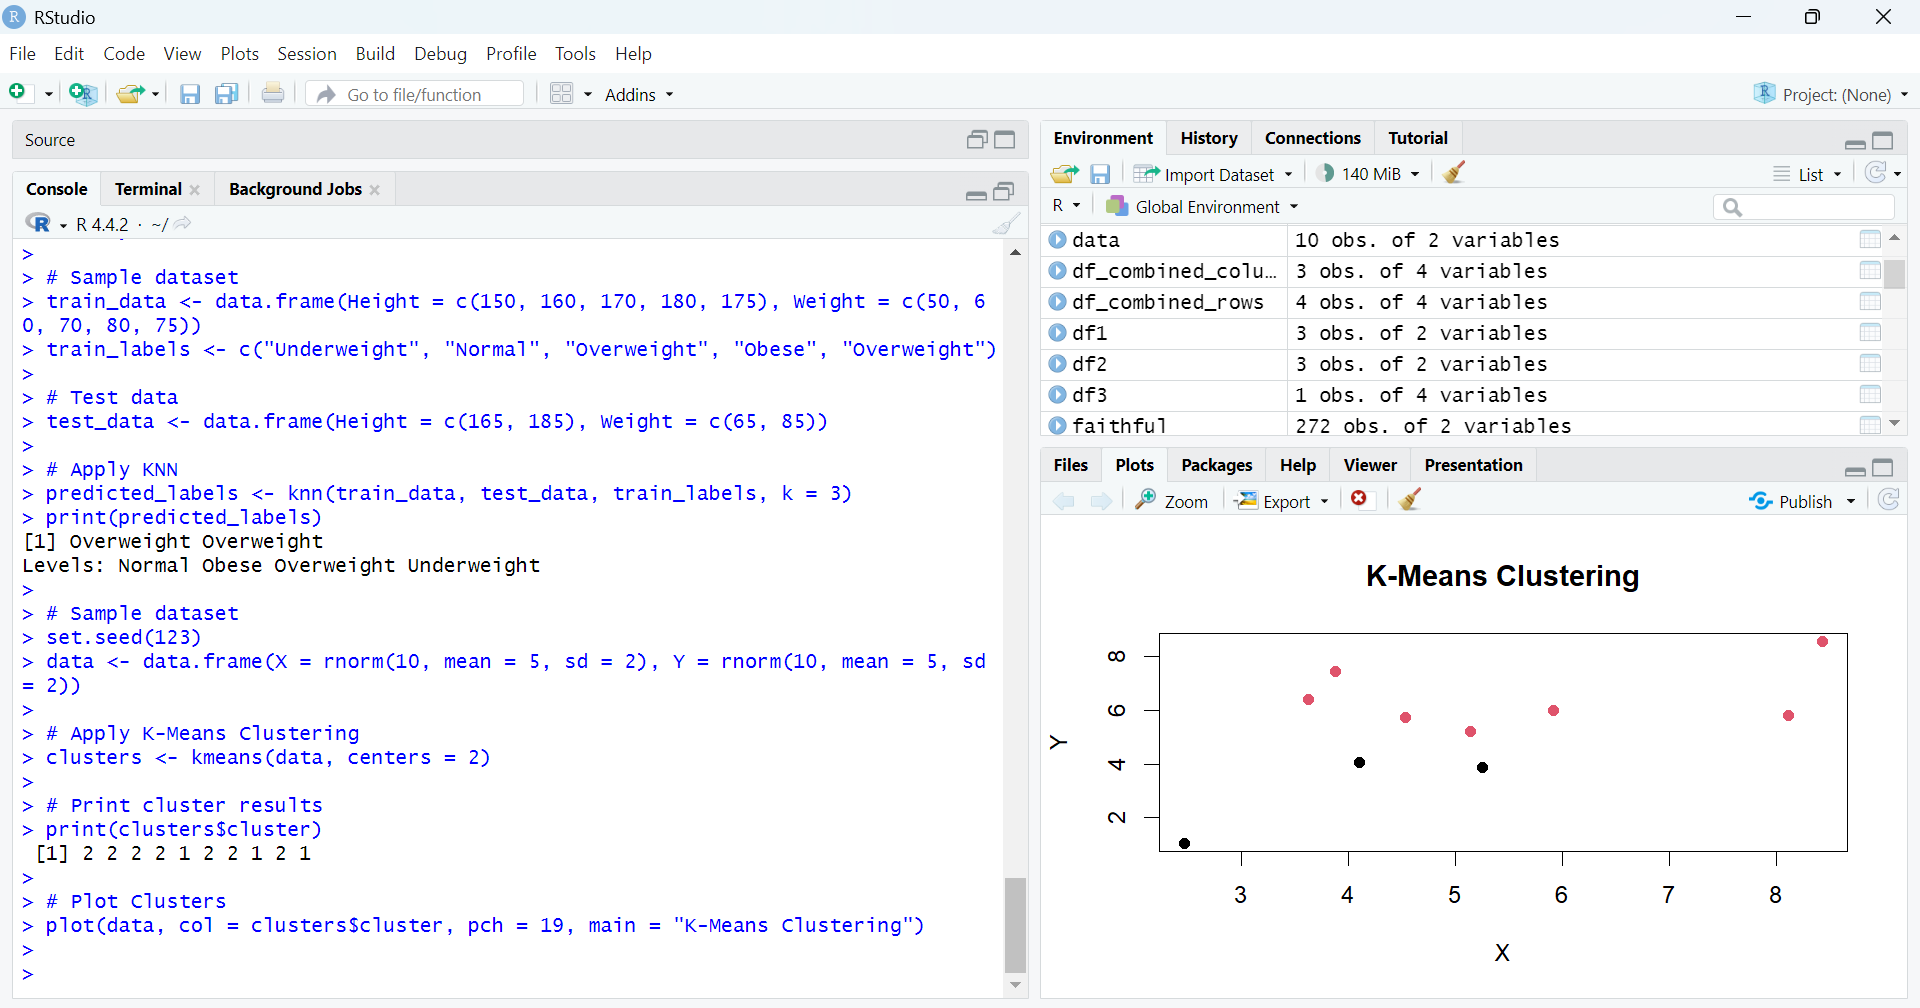 RStudio
File Edit Code View Plots Session Build Debug Profile Tools Help
Go to file/function Addins Project: (None)
Source
Console Terminal Background Jobs
R 4.4.2 · ~/
>
> # Sample dataset
> train_data <- data.frame(Height = c(150, 160, 170, 180, 175), Weight = c(50, 6
0, 70, 80, 75))
> train_labels <- c("Underweight", "Normal", "Overweight", "Obese", "Overweight")
>
> # Test data
> test_data <- data.frame(Height = c(165, 185), Weight = c(65, 85))
>
> # Apply KNN
> predicted_labels <- knn(train_data, test_data, train_labels, k = 3)
> print(predicted_labels)
[1] Overweight Overweight
Levels: Normal Obese Overweight Underweight
>
> # Sample dataset
> set.seed(123)
> data <- data.frame(X = rnorm(10, mean = 5, sd = 2), Y = rnorm(10, mean = 5, sd
= 2))
>
> # Apply K-Means Clustering
> clusters <- kmeans(data, centers = 2)
>
> # Print cluster results
> print(clusters$cluster)
[1] 2 2 2 2 1 2 2 1 2 1
>
> # Plot Clusters
> plot(data, col = clusters$cluster, pch = 19, main = "K-Means Clustering")
>
>
Environment History Connections Tutorial
Import Dataset 140 MiB List
R Global Environment
data 10 obs. of 2 variables
df_combined_colu… 3 obs. of 4 variables
df_combined_rows 4 obs. of 4 variables
df1 3 obs. of 2 variables
df2 3 obs. of 2 variables
df3 1 obs. of 4 variables
faithful 272 obs. of 2 variables
Files Plots Packages Help Viewer Presentation
Zoom Export Publish
K-Means Clustering
8
6
4
2
Y
3 4 5 6 7 8
X